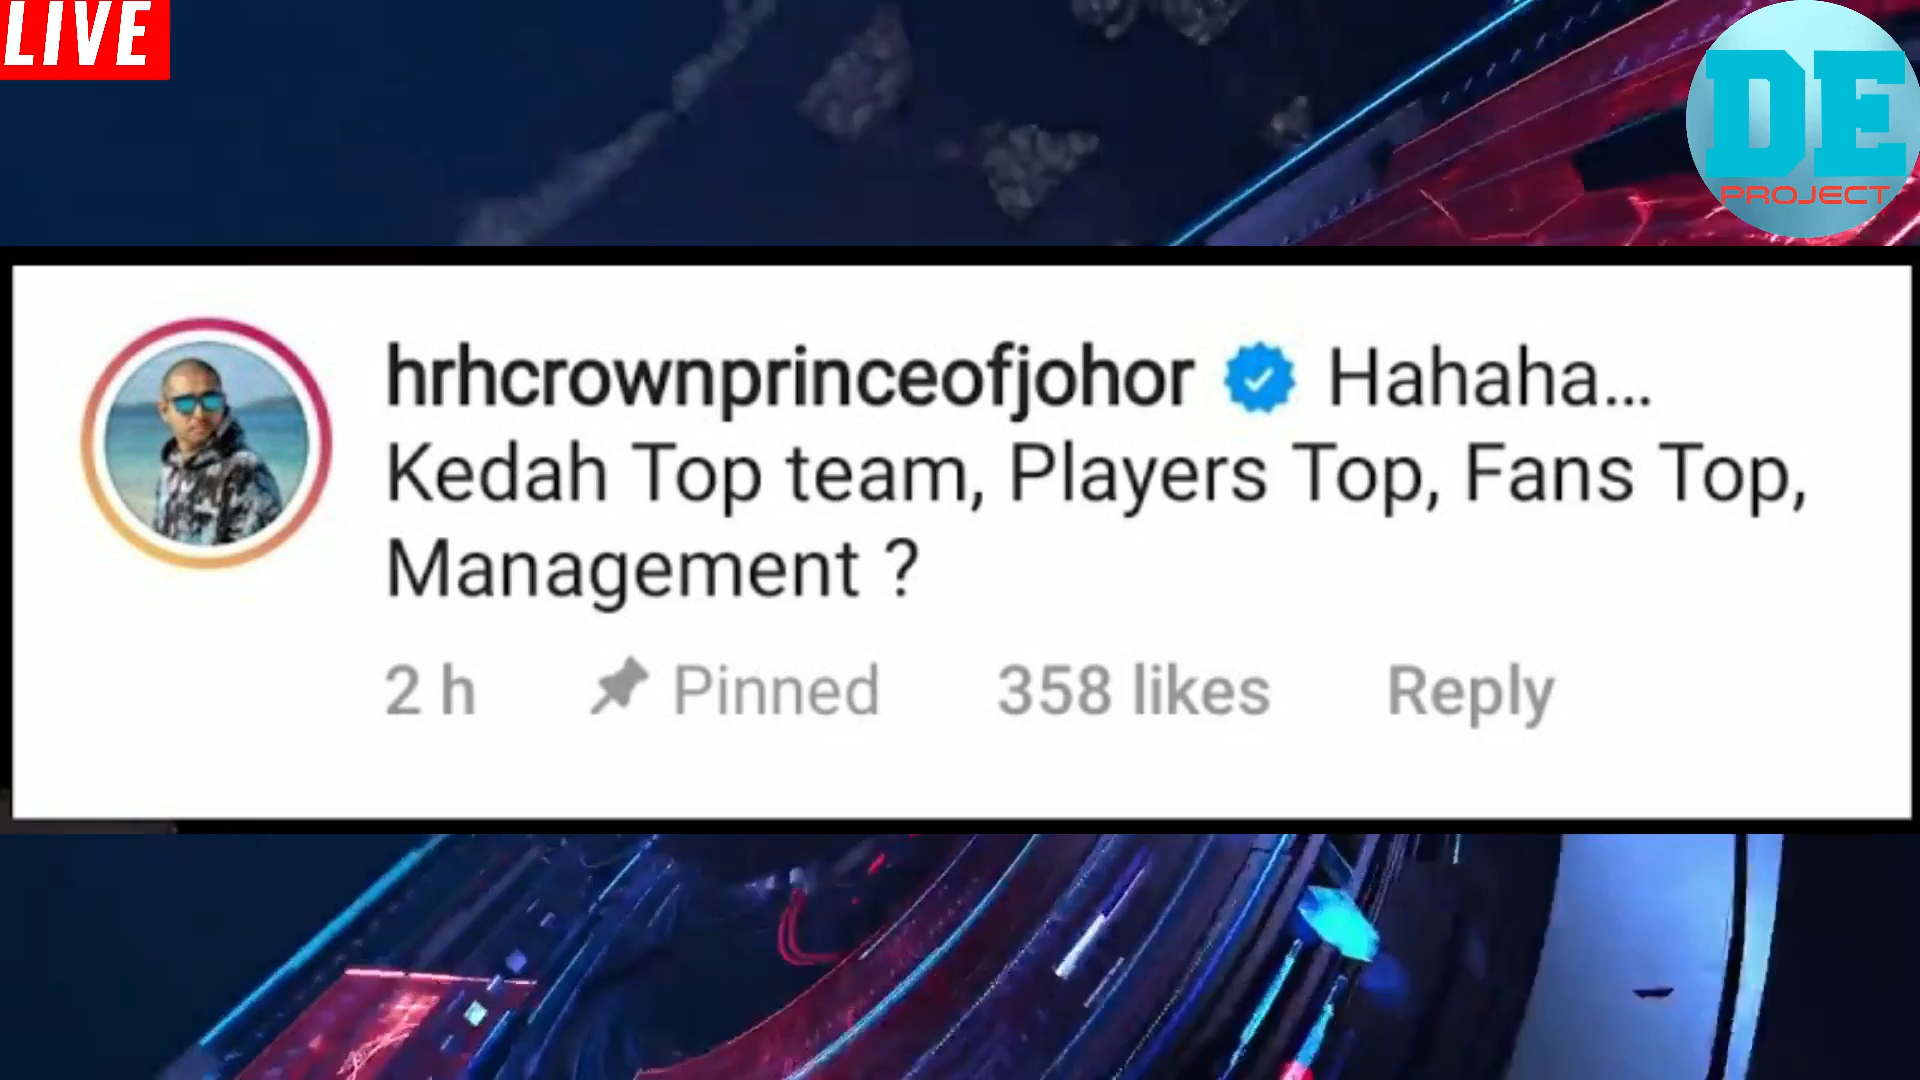 LIVE
DE
PROJECT
hrhcrownprinceofjohor Hahaha...
Kedah Top team, Players Top, Fans Top,
Management ?
2 h Pinned 358 likes Reply